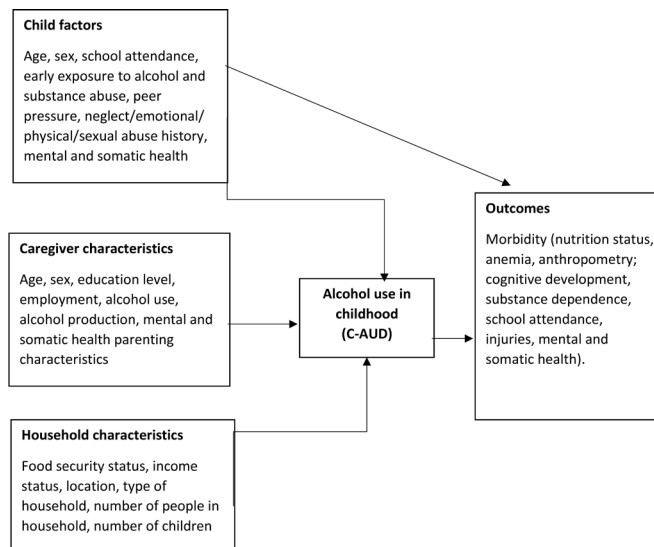 Child factors
Age, sex, school attendance,
early exposure to alcohol and
substance abuse, peer
pressure, neglect/emotional/
physical/sexual abuse history,
mental and somatic health
Caregiver characteristics
Age, sex, education level,
employment, alcohol use,
alcohol production, mental and
somatic health parenting
characteristics
Household characteristics
Food security status, income
status, location, type of
household, number of people in
household, number of children
Alcohol use in
childhood
(C-AUD)
Outcomes
Morbidity (nutrition status,
anemia, anthropometry;
cognitive development,
substance dependence,
school attendance,
injuries, mental and
somatic health).